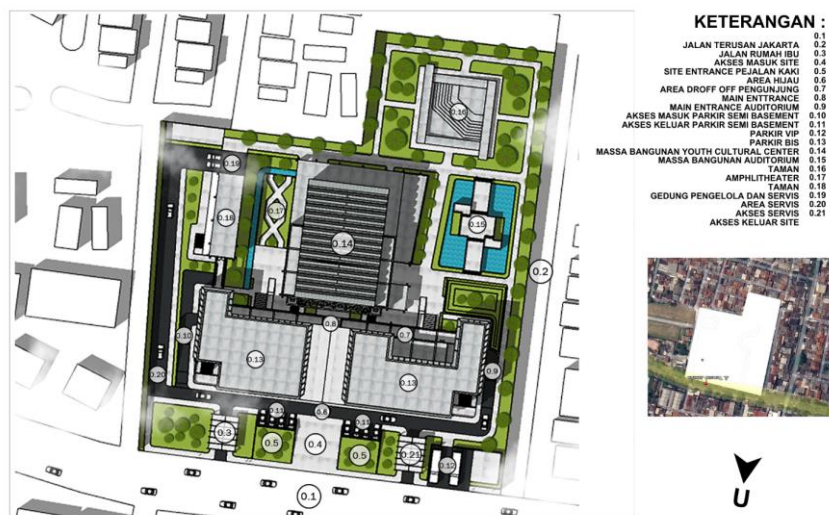 KETERANGAN :
0.1
JALAN TERUSAN JAKARTA 0.2
JALAN RUMAH IBU 0.3
AKSES MASUK SITE 0.4
SITE ENTRANCE PEJALAN KAKI 0.5
AREA HIJAU 0.6
AREA DROFF OFF PENGUNJUNG 0.7
MAIN ENTTRANCE 0.8
MAIN ENTRANCE AUDITORIUM 0.9
AKSES MASUK PARKIR SEMI BASEMENT 0.10
AKSES KELUAR PARKIR SEMI BASEMENT 0.11
PARKIR VIP 0.12
PARKIR BIS 0.13
MASSA BANGUNAN YOUTH CULTURAL CENTER 0.14
MASSA BANGUNAN AUDITORIUM 0.15
TAMAN 0.16
AMPHLITHEATER 0.17
TAMAN 0.18
GEDUNG PENGELOLA DAN SERVIS 0.19
AREA SERVIS 0.20
AKSES SERVIS 0.21
AKSES KELUAR SITE
0.16
0.19
0.18
0.17
0.15
0.14
0.2
0.8
0.7
0.10
0.13
0.13
0.9
0.20
0.11
0.6
0.11
0.3
0.5
0.4
0.5
0.21
0.12
0.1
U